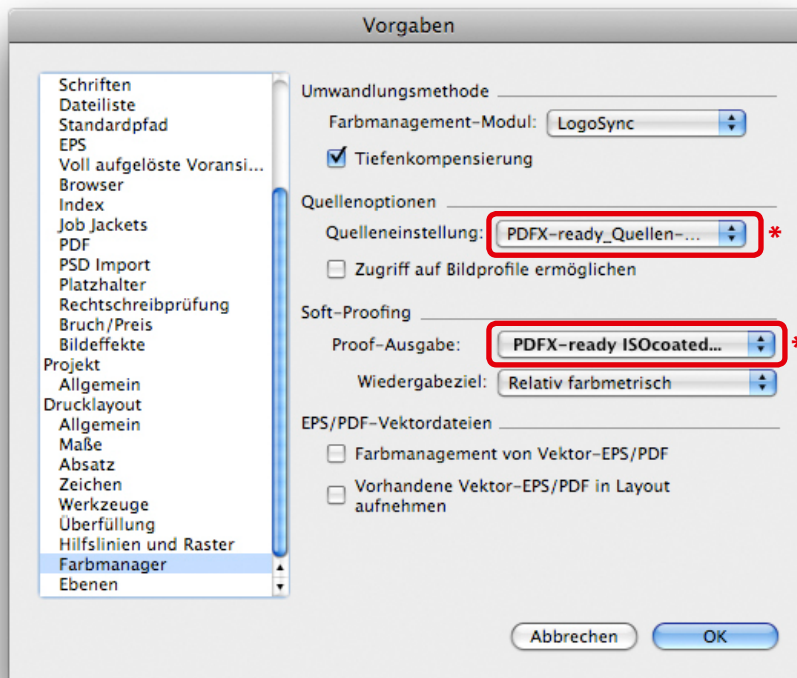 Vorgaben
Schriften
Dateiliste
Standardpfad
EPS
Voll aufgelöste Voransi...
Browser
Index
Job Jackets
PDF
PSD Import
Platzhalter
Rechtschreibprüfung
Bruch/Preis
Bildeffekte
Projekt
Allgemein
Drucklayout
Allgemein
Maße
Absatz
Zeichen
Werkzeuge
Überfüllung
Hilfslinien und Raster
Farbmanager
Ebenen
Umwandlungsmethode
Farbmanagement-Modul: LogoSync
Tiefenkompensierung
Quellenoptionen
Quelleneinstellung: PDFX-ready_Quellen-... *
Zugriff auf Bildprofile ermöglichen
Soft-Proofing
Proof-Ausgabe: PDFX-ready ISOcoated... *
Wiedergabeziel: Relativ farbmetrisch
EPS/PDF-Vektordateien
Farbmanagement von Vektor-EPS/PDF
Vorhandene Vektor-EPS/PDF in Layout
aufnehmen
Abbrechen OK